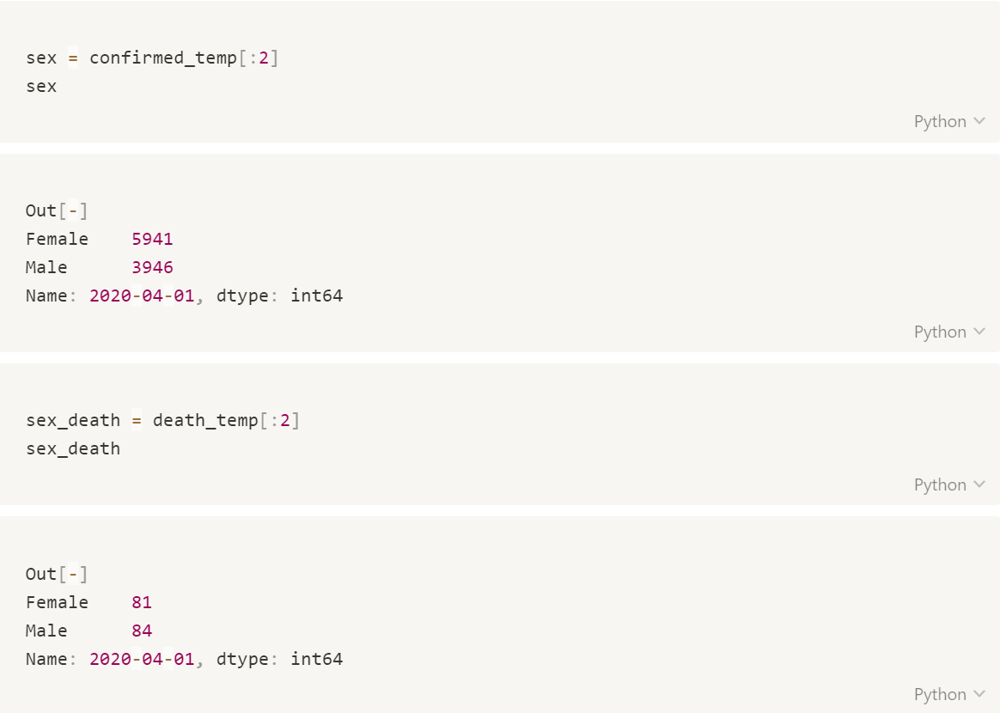 sex = confirmed_temp[:2]
sex
Python
Out[-]
Female    5941
Male      3946
Name: 2020-04-01, dtype: int64
Python
sex_death = death_temp[:2]
sex_death
Python
Out[-]
Female    81
Male      84
Name: 2020-04-01, dtype: int64
Python